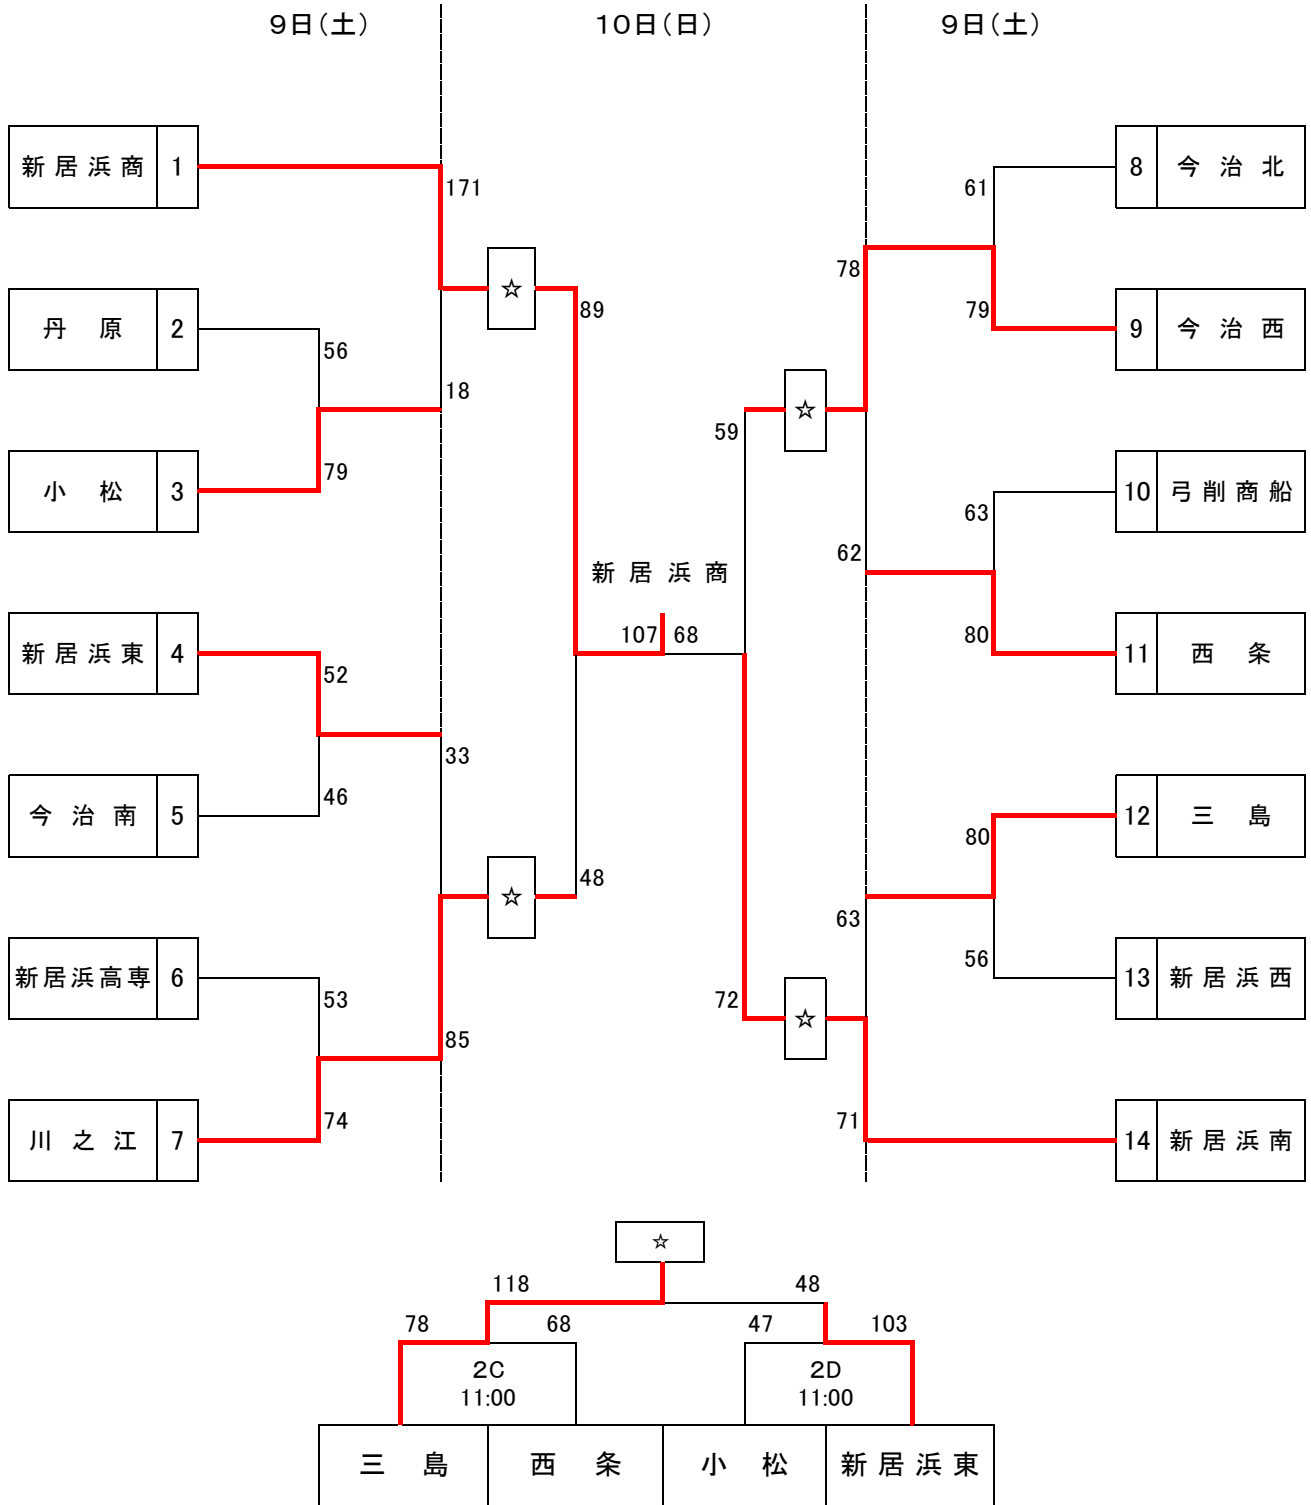 9日(土) 10日(日) 9日(土)
新居浜商 1 171 61 8 今治北
☆ 89 78
丹原 2 56 79 9 今治西
18 59 ☆
小松 3 79 63 10 弓削商船
新居浜商 62
新居浜東 4 52 107 68 80 11 西条
33
今治南 5 46 80 12 三島
☆ 48 63
新居浜高専 6 53 56 13 新居浜西
85 72 ☆
川之江 7 74 71 14 新居浜南
☆
118 48
78 68 47 103
2C 2D
11:00 11:00
三島 西条 小松 新居浜東